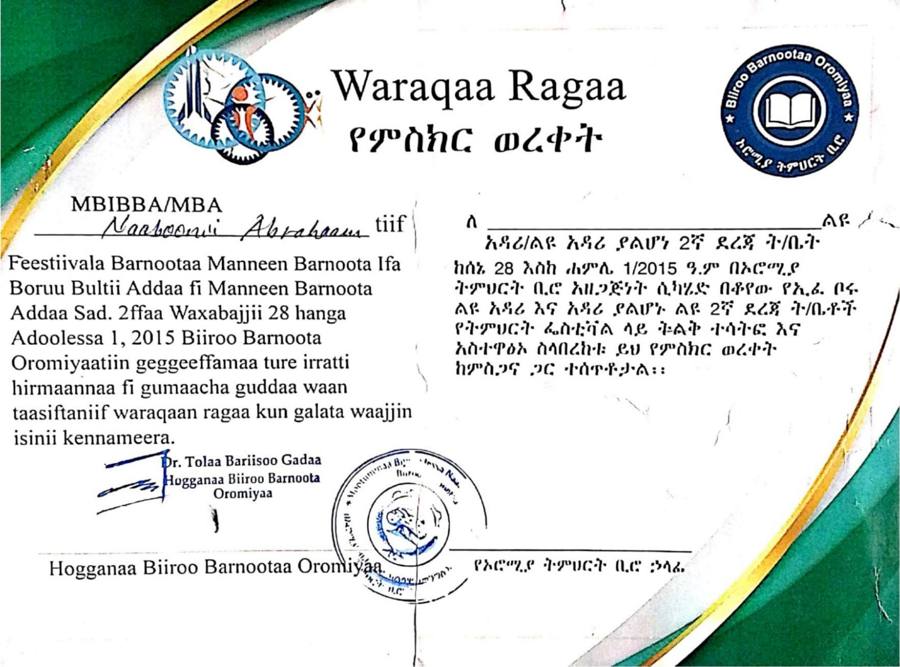 Waraqaa Ragaa
የምስክር ወረቀት
Biiroo Barnootaa Oromiyaa
ኦሮሚያ ትምህርት ቢሮ
MBIBBA/MBA
Naaboonii Abrahaam tiif
Feestiivala Barnootaa Manneen Barnoota Ifa
Boruu Bultii Addaa fi Manneen Barnoota
Addaa Sad. 2ffaa Waxabajjii 28 hanga
Adoolessa 1, 2015 Biiroo Barnoota
Oromiyaatiin geggeeffamaa ture irratti
hirmaannaa fi gumaacha guddaa waan
taasiftaniif waraqaan ragaa kun galata waajjin
isinii kennameera.
Dr. Tolaa Bariisoo Gadaa
Hogganaa Biiroo Barnoota
Oromiyaa
Hogganaa Biiroo Barnootaa Oromiyaa
ለ ልዩ
አዳሪ/ልዩ አዳሪ ያልሆነ 2ኛ ደረጃ ት/ቤት
ከሰኔ 28 እስከ ሐምሌ 1/2015 ዓ.ም በኦሮሚያ
ትምህርት ቢሮ አዘጋጅነት ሲካሄድ በቆየው የኢፈ ቦሩ
ልዩ አዳሪ እና አዳሪ ያልሆኑ ልዩ 2ኛ ደረጃ ት/ቤቶች
የትምህርት ፌስቲቫል ላይ ትልቅ ተሳትፎ እና
አስተዋፅኦ ስላበረከቱ ይህ የምስክር ወረቀት
ከምስጋና ጋር ተሰጥቶታል፡፡
የኦሮሚያ ትምህርት ቢሮ ኃላፊ